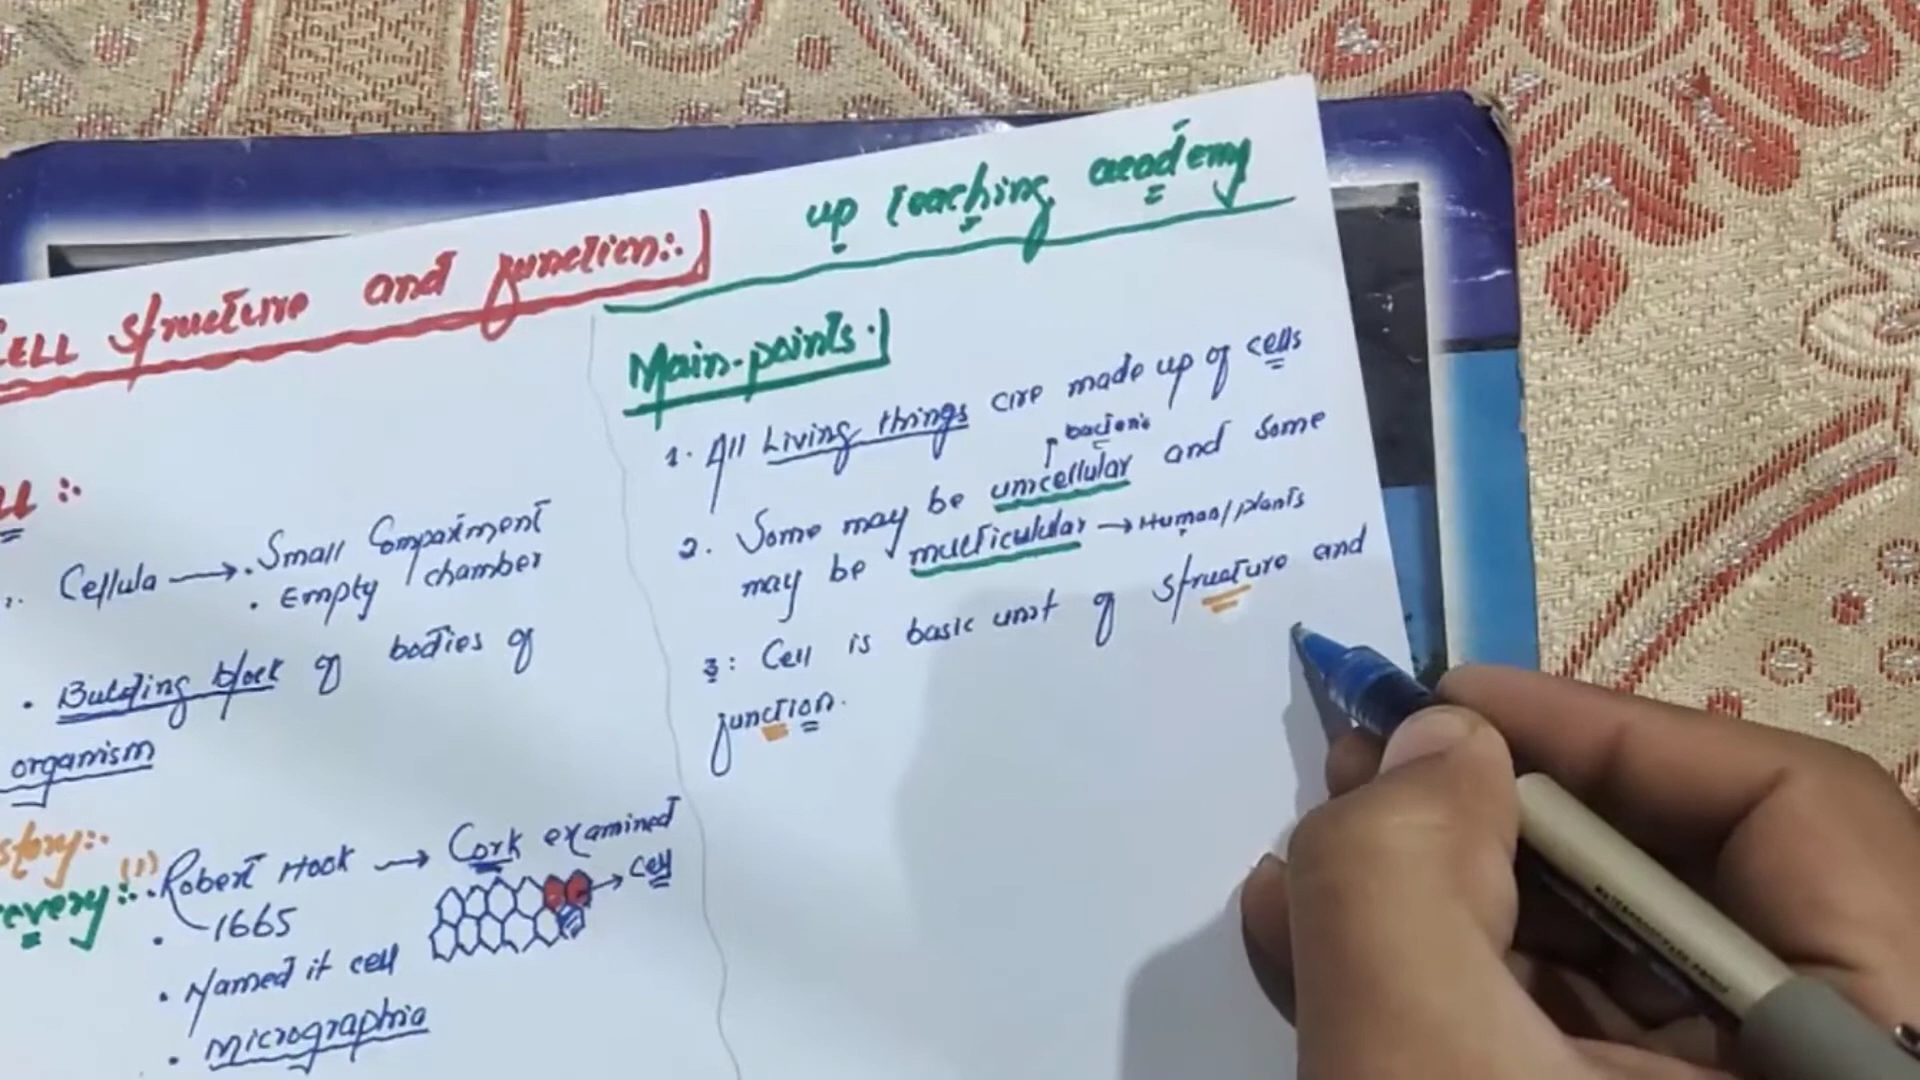 CELL structure and function:.
up teaching academy
Main-points.
1. All Living things are made up of cells
bacteria
2. Some may be unicellular and some
may be multiculular → Human/plants
3: Cell is basic unit of structure and
function.
Cellula → . Small Compartment
. Empty chamber
. Building block of bodies of
organism
(1)
. Robert Hook → Cork examined
→ cell
. 1665
. Named it cell
. Micrographia